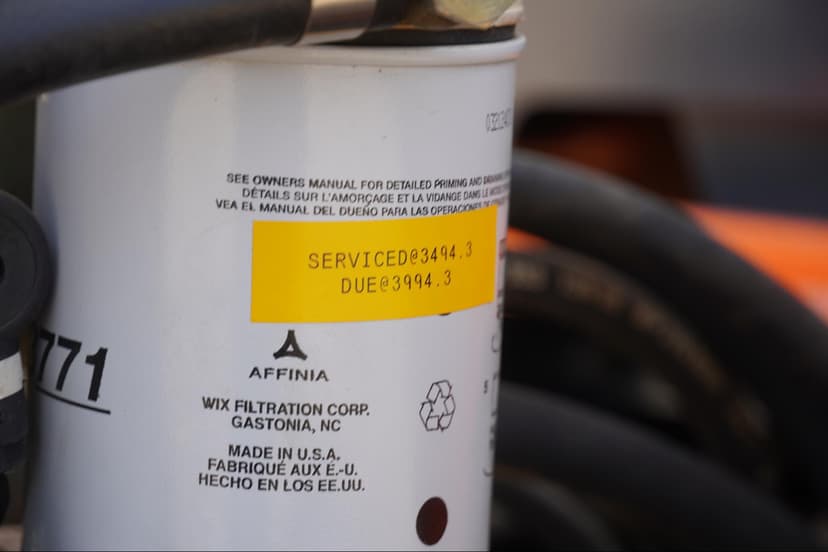 SEE OWNERS MANUAL FOR DETAILED PRIMING AND
DÉTAILS SUR L'AMORÇAGE ET LA VIDANGE DANS LE
VEA EL MANUAL DEL DUEÑO PARA LAS OPERACIONES DE
SERVICED@3494.3
DUE@3994.3
771
AFFINIA
WIX FILTRATION CORP.
GASTONIA, NC
MADE IN U.S.A.
FABRIQUÉ AUX É.-U.
HECHO EN LOS EE.UU.